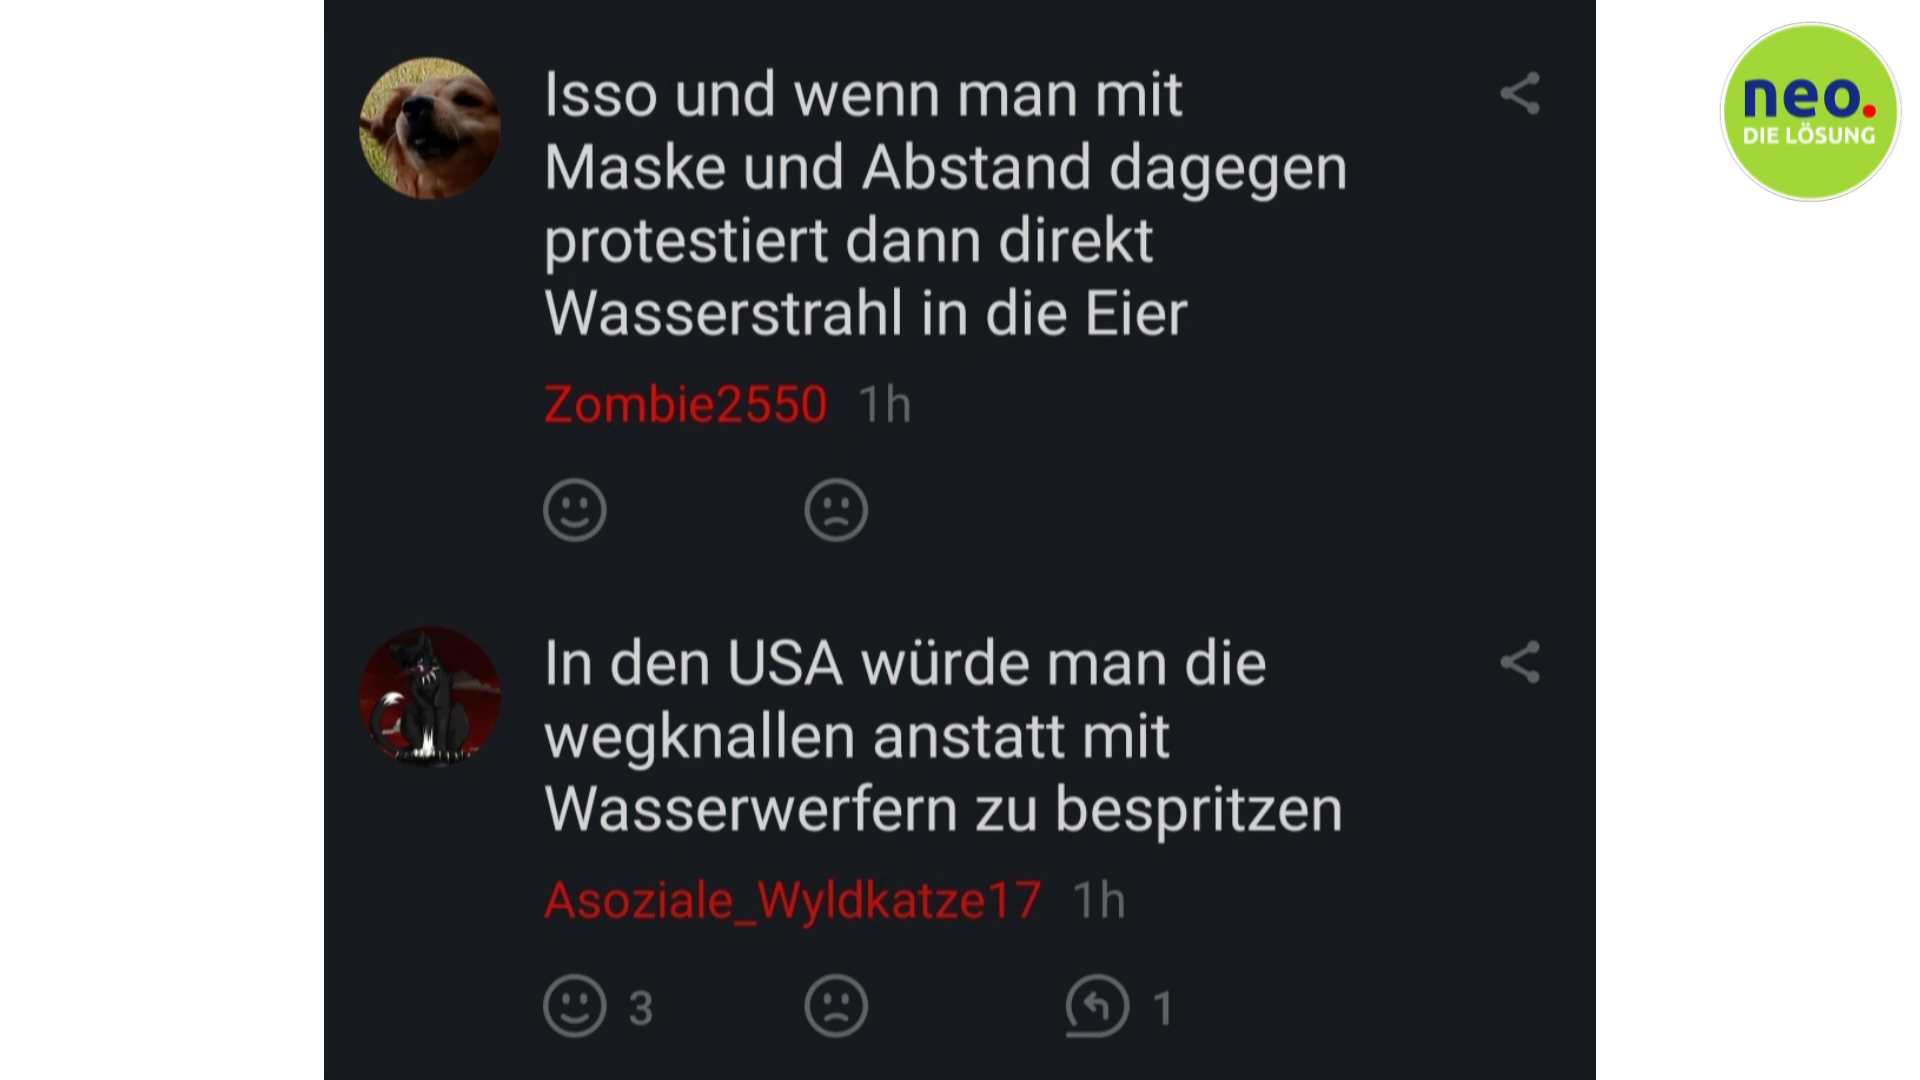 Isso und wenn man mit
Maske und Abstand dagegen
protestiert dann direkt
Wasserstrahl in die Eier
Zombie2550 1h
In den USA würde man die
wegknallen anstatt mit
Wasserwerfern zu bespritzen
Asoziale_Wyldkatze17 1h
3 1
neo.
DIE LÖSUNG